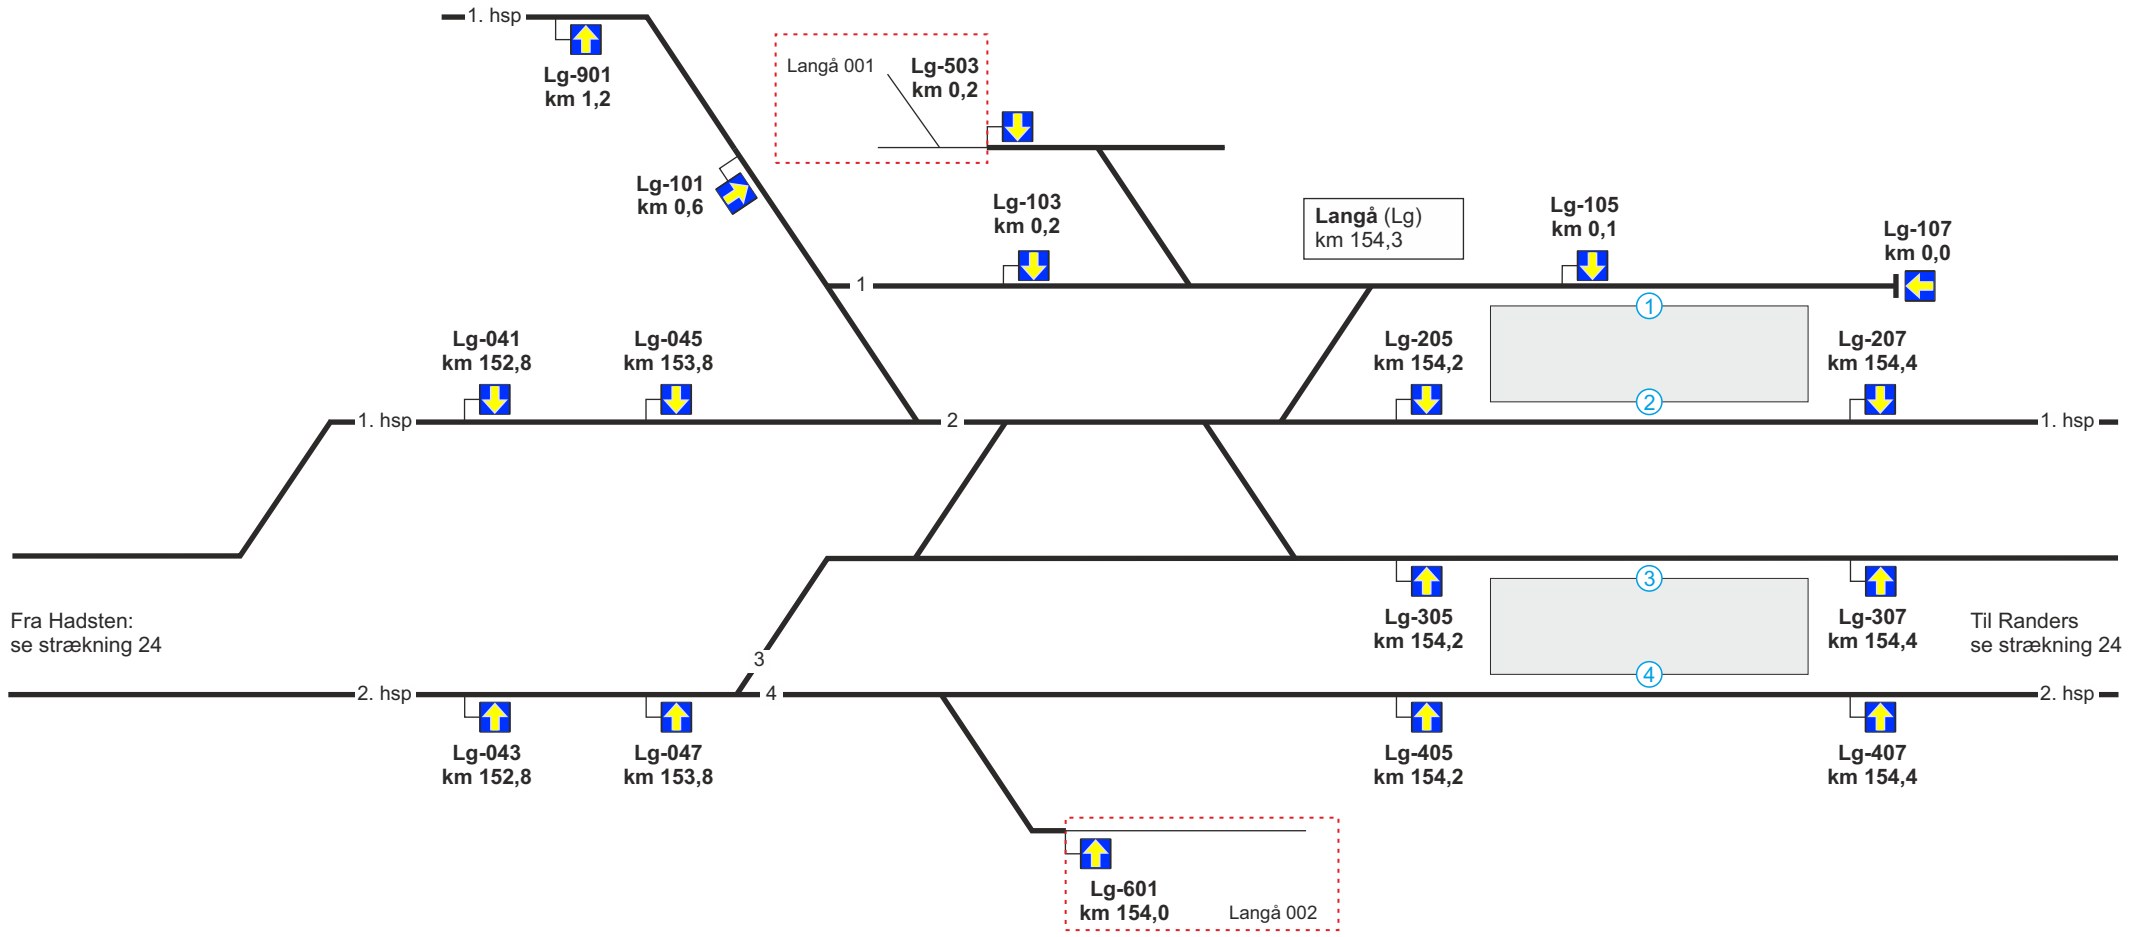 1. hsp
Lg-901
km 1,2
Langå 001
Lg-503
km 0,2
Lg-101
km 0,6
Lg-103
km 0,2
Langå (Lg)
km 154,3
Lg-105
km 0,1
Lg-107
km 0,0
1
1
Lg-041
km 152,8
Lg-045
km 153,8
Lg-205
km 154,2
Lg-207
km 154,4
2
1. hsp
2
1. hsp
3
Fra Hadsten:
se strækning 24
Lg-305
km 154,2
Lg-307
km 154,4
Til Randers
se strækning 24
3
4
2. hsp
4
2. hsp
Lg-043
km 152,8
Lg-047
km 153,8
Lg-405
km 154,2
Lg-407
km 154,4
Lg-601
km 154,0
Langå 002